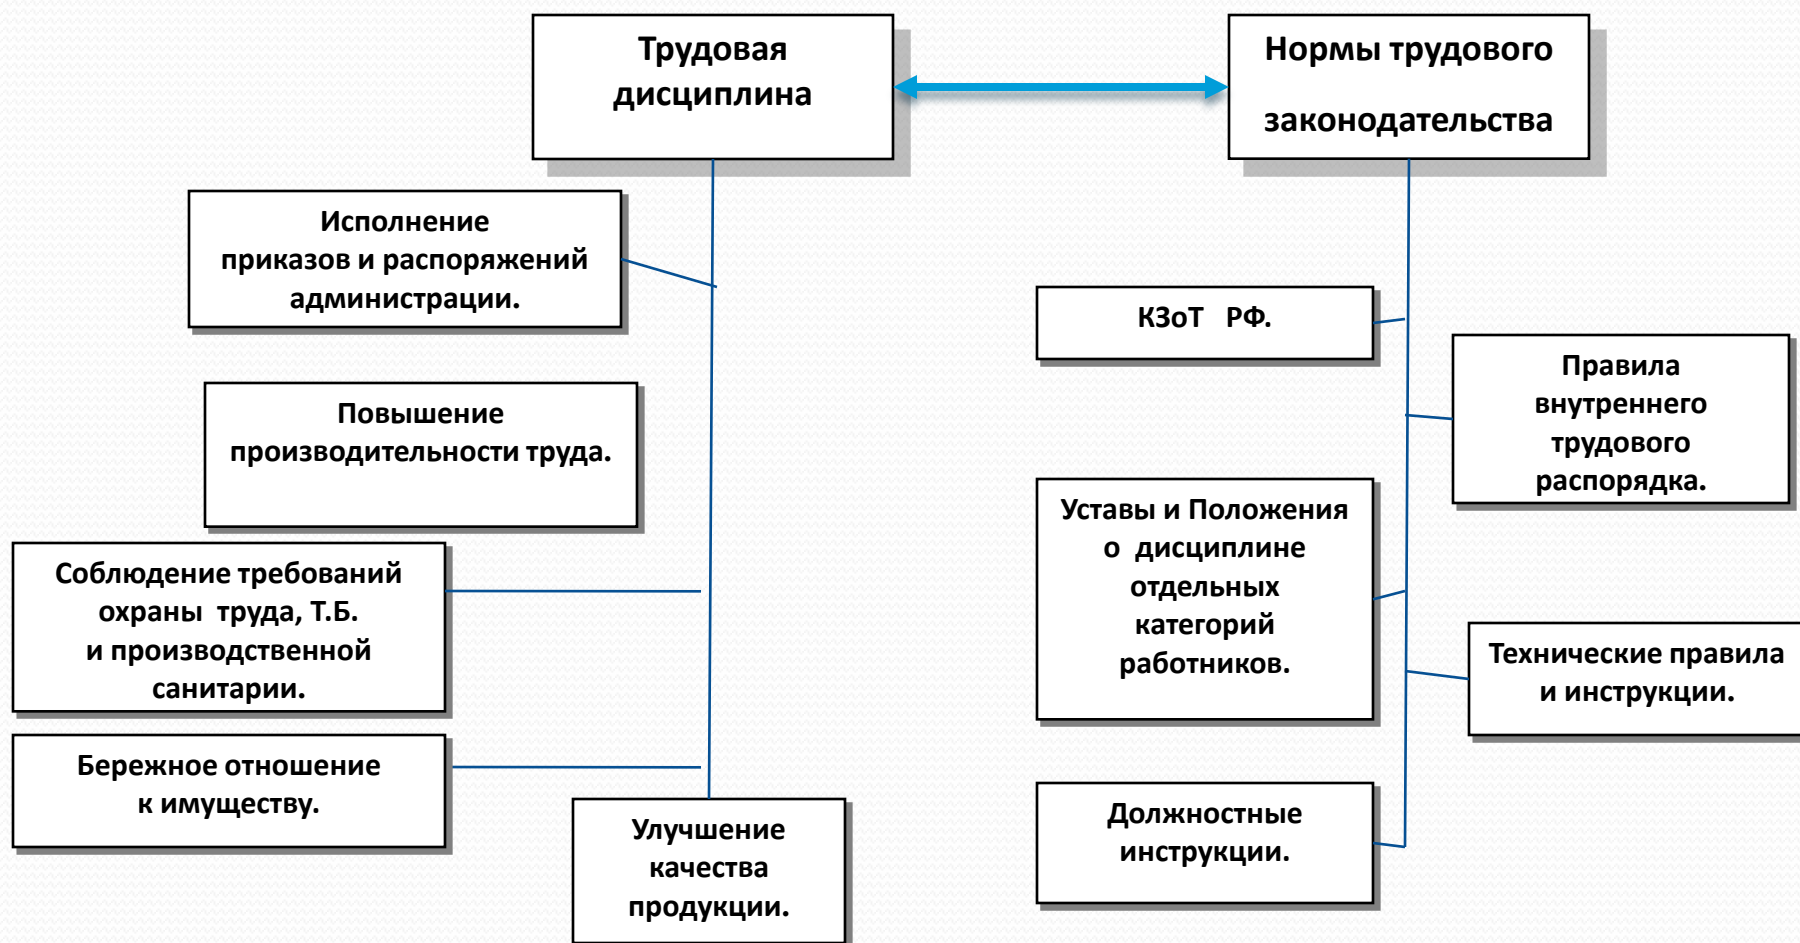 Трудовая
дисциплина
Нормы трудового
законодательства
Исполнение
приказов и распоряжений
администрации.
Повышение
производительности труда.
Соблюдение требований
охраны труда, Т.Б.
и производственной
санитарии.
Бережное отношение
к имуществу.
Улучшение
качества
продукции.
КЗоТ РФ.
Правила
внутреннего
трудового
распорядка.
Уставы и Положения
о дисциплине
отдельных
категорий
работников.
Технические правила
и инструкции.
Должностные
инструкции.